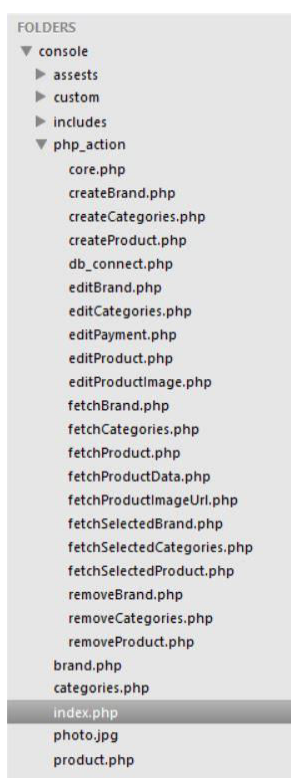 FOLDERS
console
assests
custom
includes
php_action
core.php
createBrand.php
createCategories.php
createProduct.php
db_connect.php
editBrand.php
editCategories.php
editPayment.php
editProduct.php
editProductImage.php
fetchBrand.php
fetchCategories.php
fetchProduct.php
fetchProductData.php
fetchProductImageUrl.php
fetchSelectedBrand.php
fetchSelectedCategories.php
fetchSelectedProduct.php
removeBrand.php
removeCategories.php
removeProduct.php
brand.php
categories.php
index.php
photo.jpg
product.php